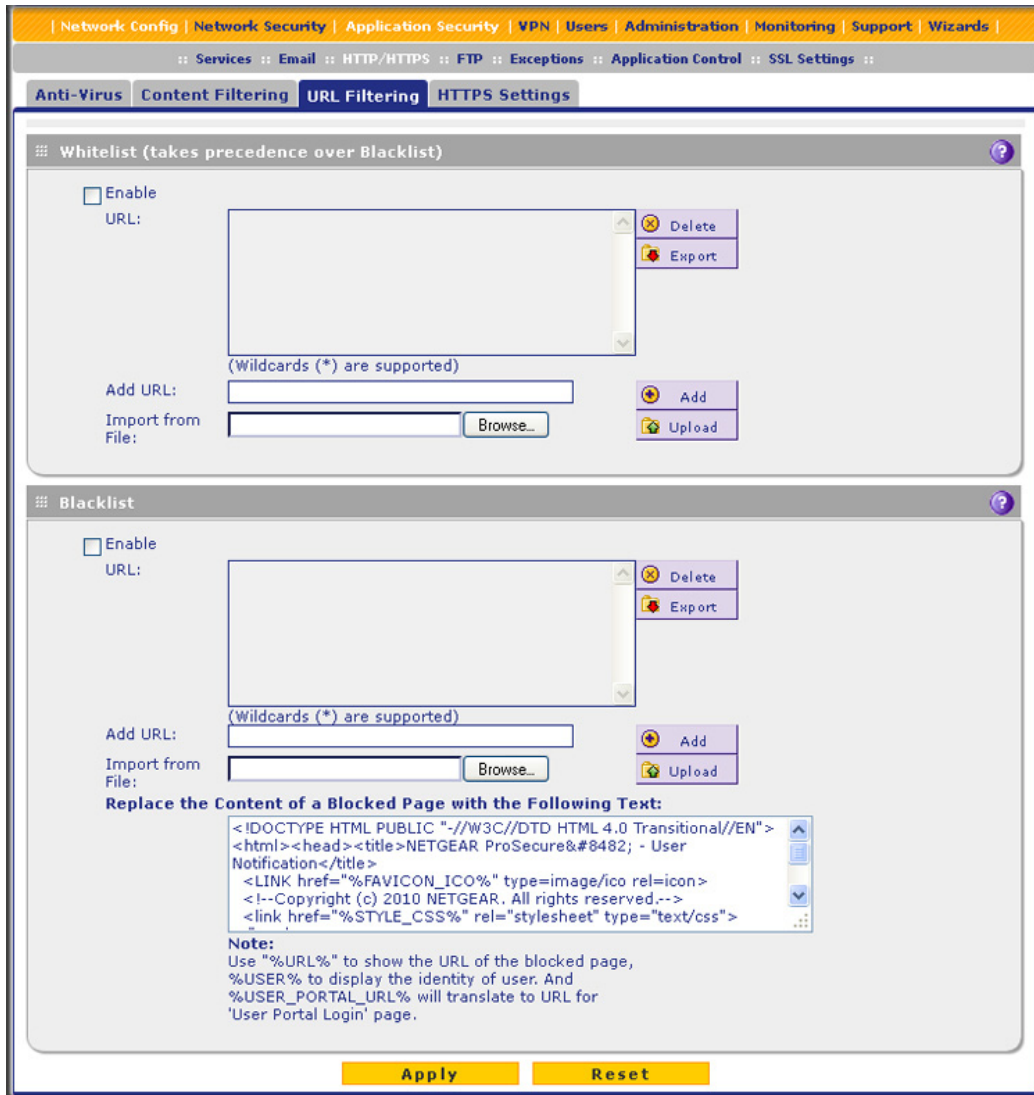 | Network Config | Network Security | Application Security | VPN | Users | Administration | Monitoring | Support | Wizards |
:: Services :: Email :: HTTP/HTTPS :: FTP :: Exceptions :: Application Control :: SSL Settings ::
Anti-Virus Content Filtering URL Filtering HTTPS Settings
Whitelist (takes precedence over Blacklist) ?
Enable
URL: Delete
Export
(Wildcards (*) are supported)
Add URL: Add
Import from Browse... Upload
File:
Blacklist ?
Enable
URL: Delete
Export
(Wildcards (*) are supported)
Add URL: Add
Import from Browse... Upload
File:
Replace the Content of a Blocked Page with the Following Text:
<!DOCTYPE HTML PUBLIC "-//W3C//DTD HTML 4.0 Transitional//EN">
<html><head><title>NETGEAR ProSecure&#8482; - User
Notification</title>
<LINK href="%FAVICON_ICO%" type=image/ico rel=icon>
<!--Copyright (c) 2010 NETGEAR. All rights reserved.-->
<link href="%STYLE_CSS%" rel="stylesheet" type="text/css">
Note:
Use "%URL%" to show the URL of the blocked page,
%USER% to display the identity of user. And
%USER_PORTAL_URL% will translate to URL for
'User Portal Login' page.
Apply Reset